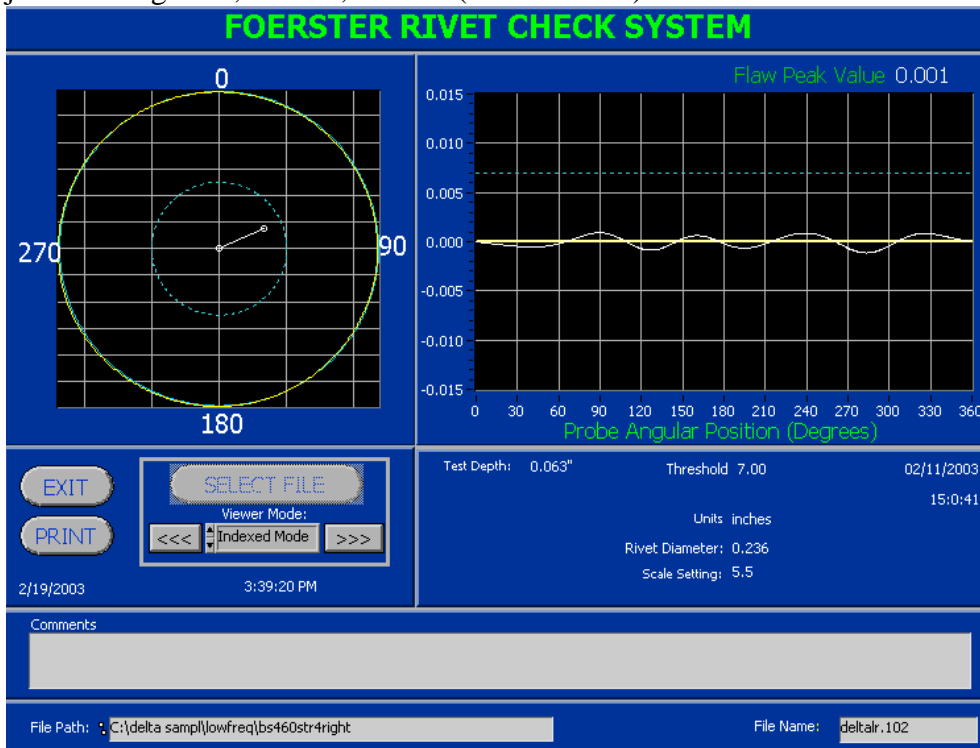 FOERSTER RIVET CHECK SYSTEM
0
270
90
180
Flaw Peak Value 0.001
0.015
0.010
0.005
0.000
-0.005
-0.010
-0.015
0 30 60 90 120 150 180 210 240 270 300 330 360
Probe Angular Position (Degrees)
EXIT
PRINT
SELECT FILE
Viewer Mode:
<<< Indexed Mode >>>
2/19/2003 3:39:20 PM
Test Depth: 0.063" Threshold 7.00 02/11/2003
15:0:41
Units inches
Rivet Diameter: 0.236
Scale Setting: 5.5
Comments
File Path: C:\delta sampl\lowfreq\bs460str4right
File Name: deltalr.102